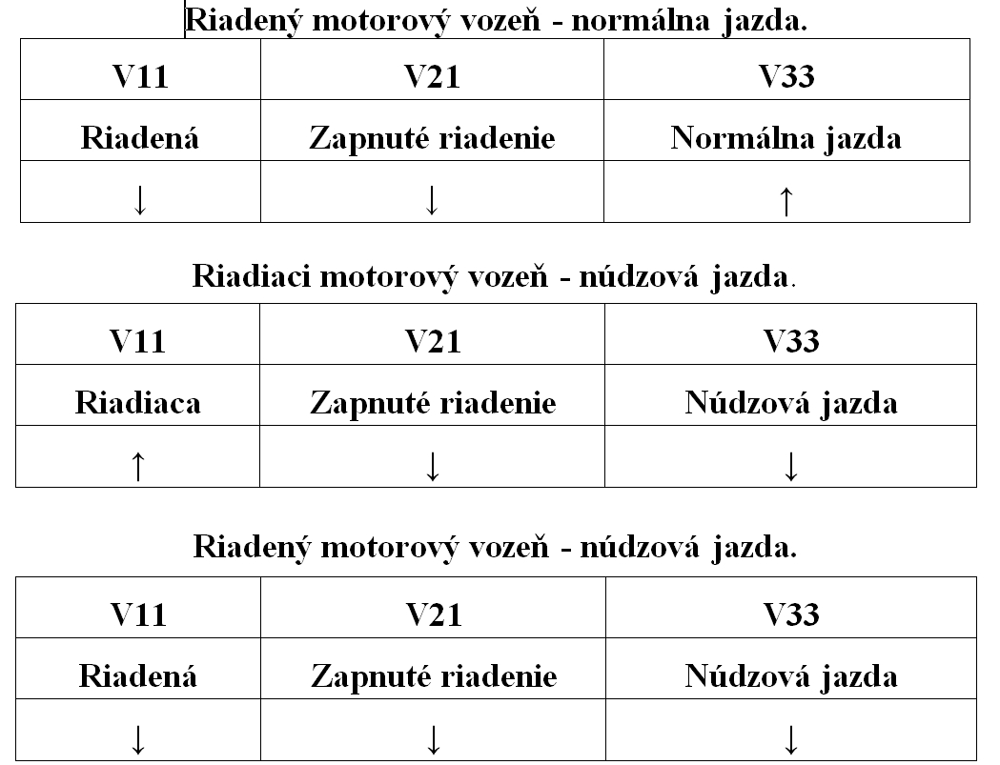 Riadený motorový vozeň - normálna jazda.
V11 V21 V33
Riadená Zapnuté riadenie Normálna jazda
↓ ↓ ↑
Riadiaci motorový vozeň - núdzová jazda.
V11 V21 V33
Riadiaca Zapnuté riadenie Núdzová jazda
↑ ↓ ↓
Riadený motorový vozeň - núdzová jazda.
V11 V21 V33
Riadená Zapnuté riadenie Núdzová jazda
↓ ↓ ↓